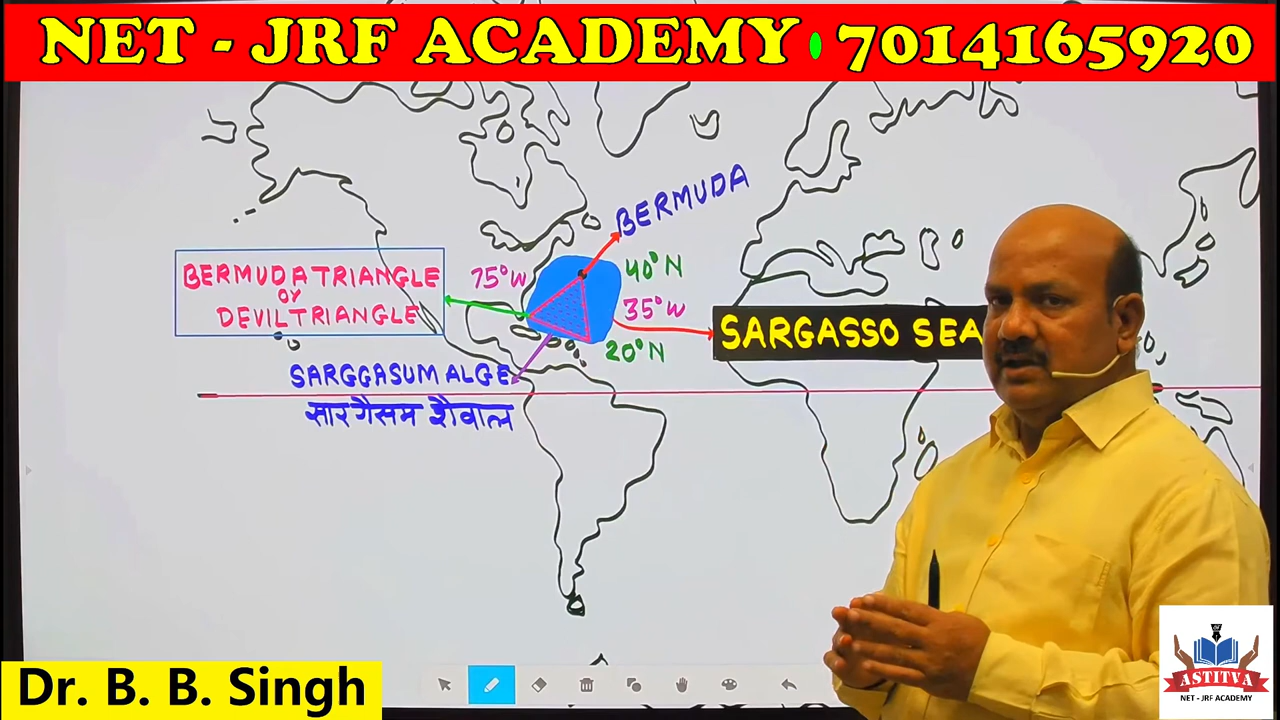 NET - JRF ACADEMY 7014165920
BERMUDA
BERMUDA TRIANGLE
or
DEVIL TRIANGLE
75°W
40°N
35°W
SARGASSO SEA
20°N
SARGGASUM ALGE
सारगैसम शैवाल
Dr. B. B. Singh
ASTITVA
NET - JRF ACADEMY